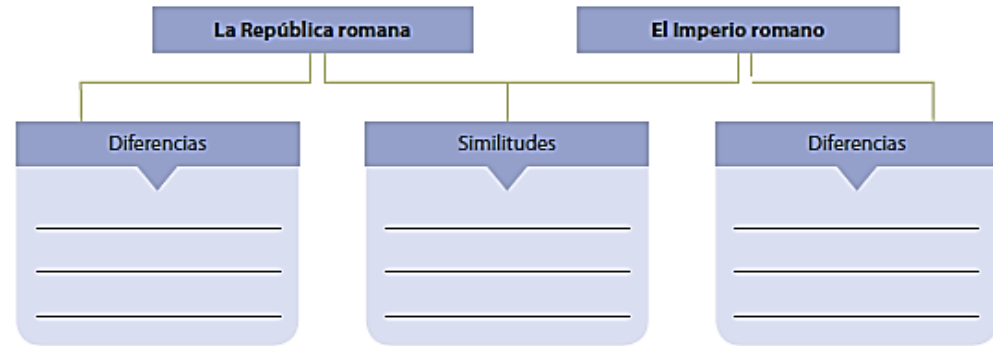 La República romana
El Imperio romano
Diferencias
Similitudes
Diferencias